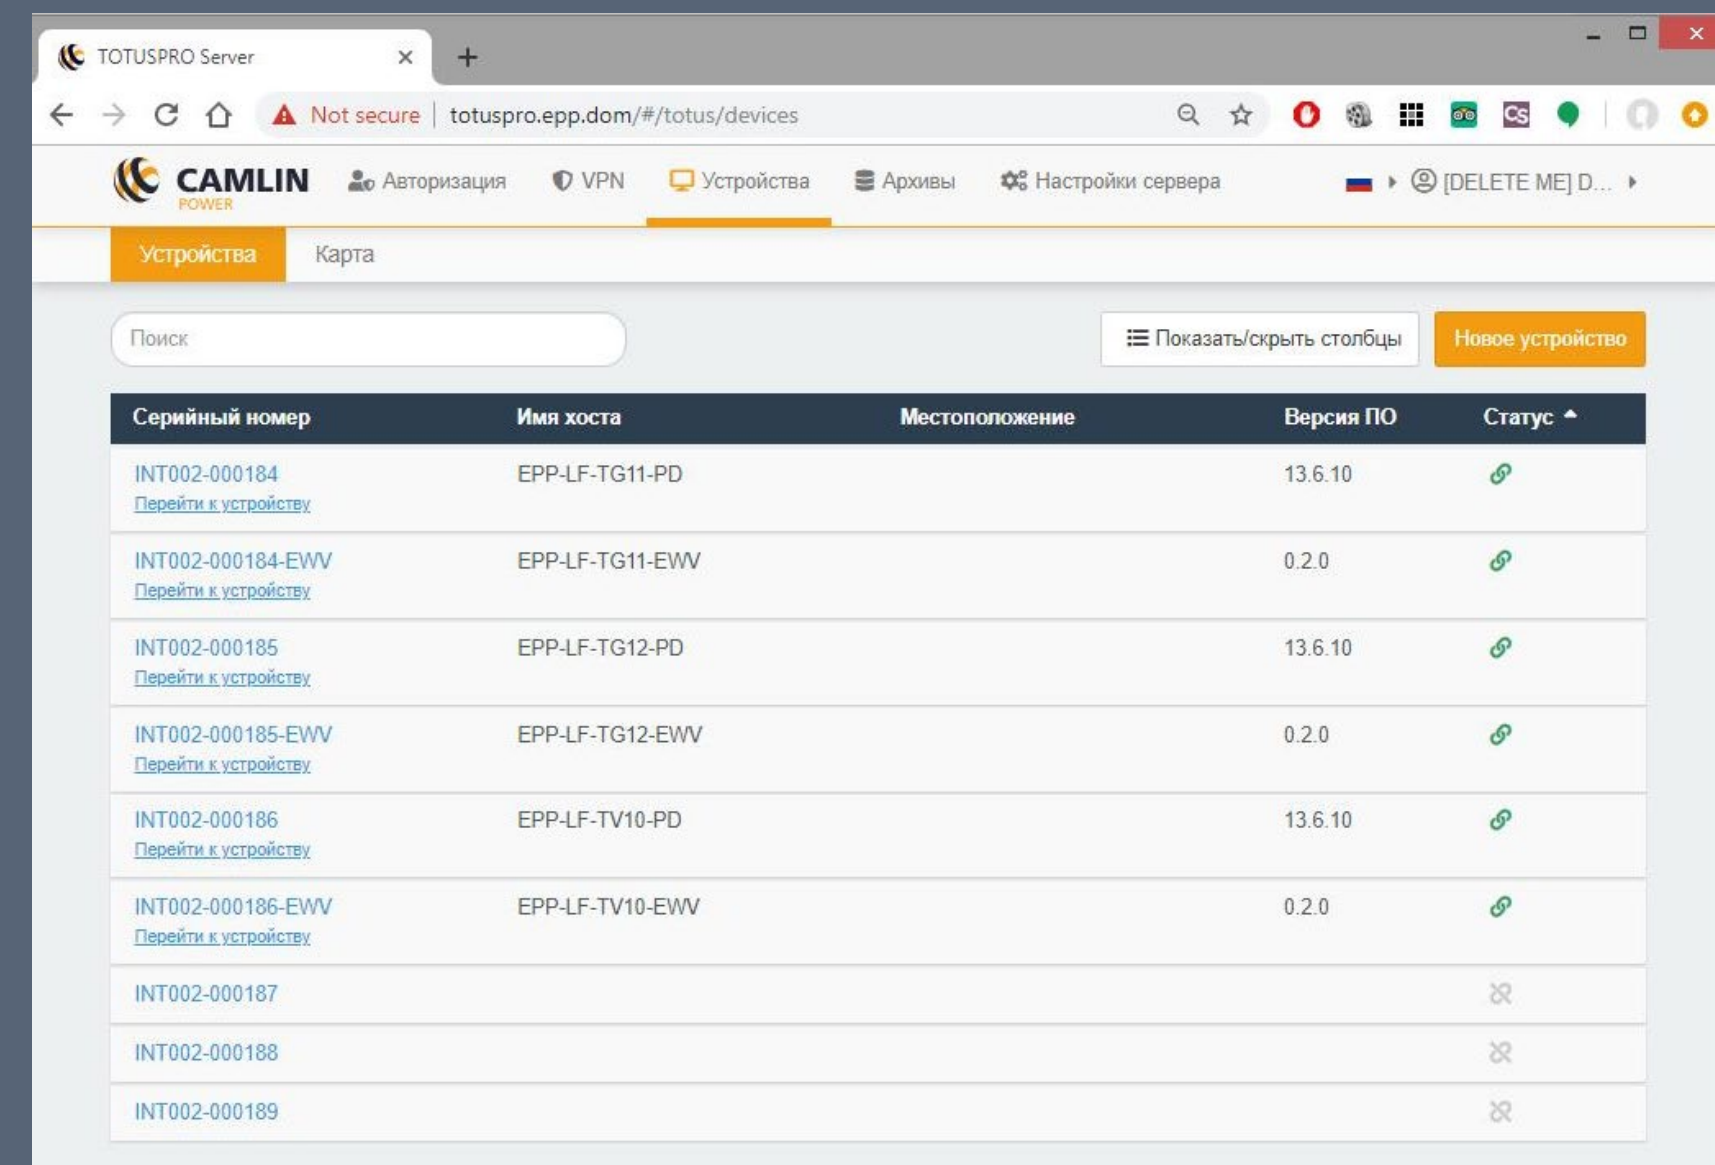 TOTUSPRO Server
Not secure | totuspro.epp.dom/#/totus/devices
CS
CAMLIN
POWER
Авторизация VPN Устройства Архивы Настройки сервера [DELETE ME] D...
Устройства Карта
Поиск Показать/скрыть столбцы Новое устройство
Серийный номер Имя хоста Местоположение Версия ПО Статус
INT002-000184 EPP-LF-TG11-PD 13.6.10
Перейти к устройству
INT002-000184-EWV EPP-LF-TG11-EWV 0.2.0
Перейти к устройству
INT002-000185 EPP-LF-TG12-PD 13.6.10
Перейти к устройству
INT002-000185-EWV EPP-LF-TG12-EWV 0.2.0
Перейти к устройству
INT002-000186 EPP-LF-TV10-PD 13.6.10
Перейти к устройству
INT002-000186-EWV EPP-LF-TV10-EWV 0.2.0
Перейти к устройству
INT002-000187
INT002-000188
INT002-000189